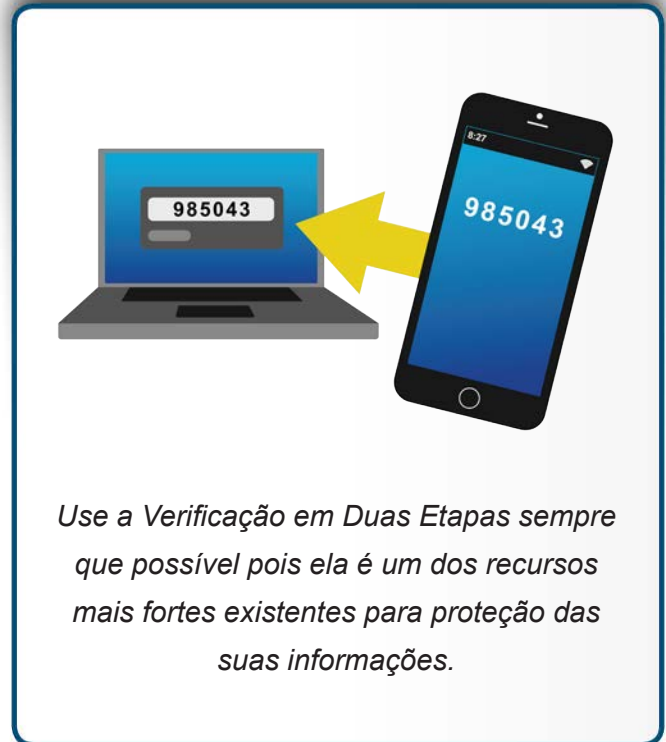 8:27
985043
985043
Use a Verificação em Duas Etapas sempre
que possível pois ela é um dos recursos
mais fortes existentes para proteção das
suas informações.